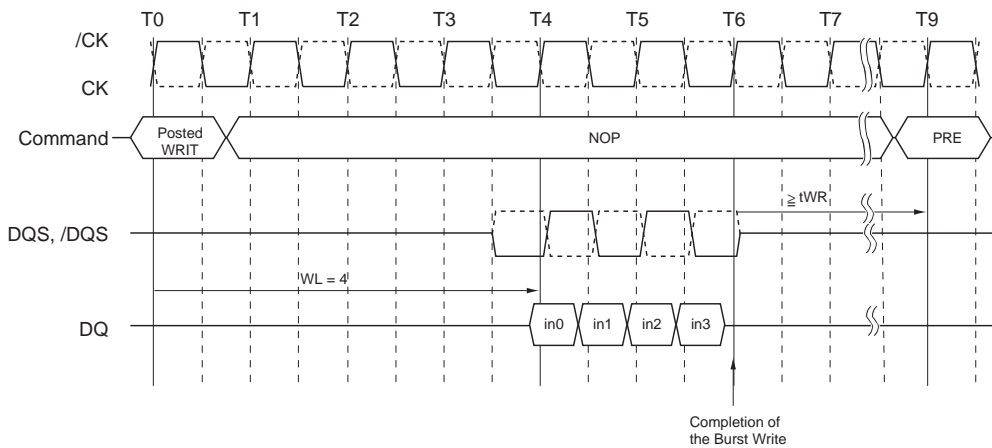 T0 T1 T2 T3 T4 T5 T6 T7 T9
/CK
CK
Command
Posted
WRIT
NOP
PRE
≧ tWR
DQS, /DQS
WL = 4
DQ
in0 in1 in2 in3
Completion of
the Burst Write